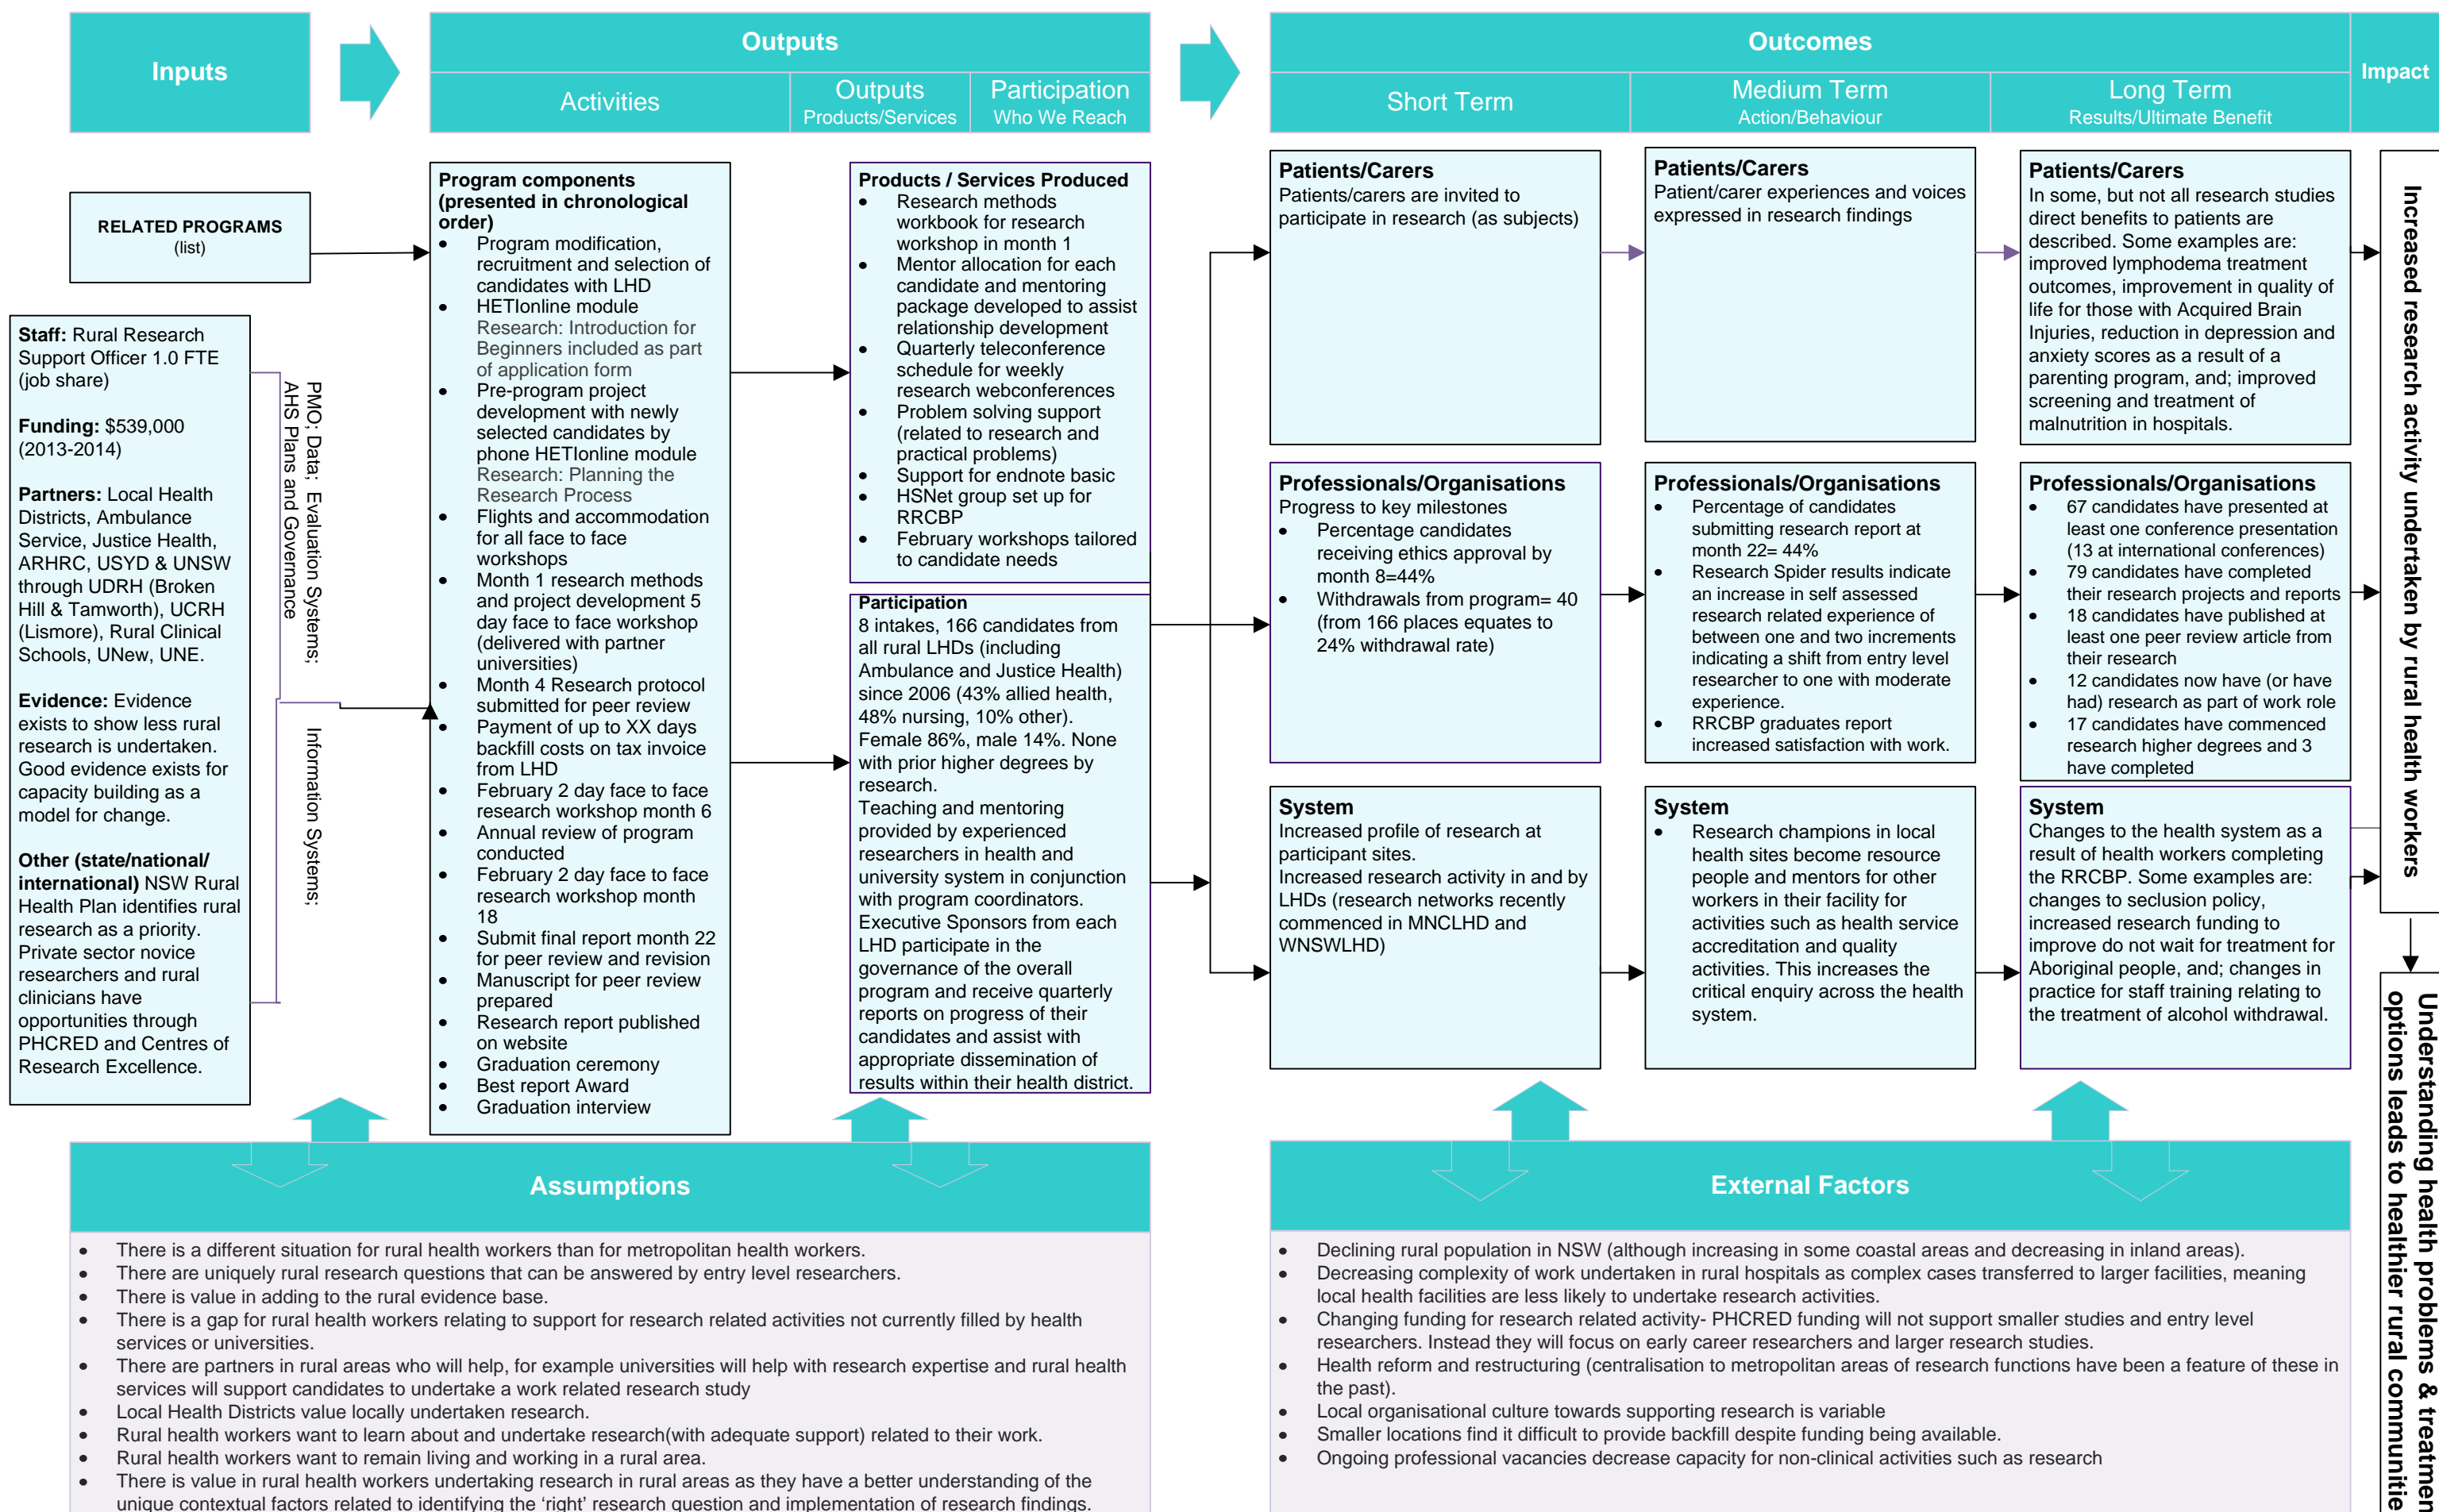 Inputs
Outputs
Activities
Outputs
Products/Services
Participation
Who We Reach
Outcomes
Short Term
Medium Term
Action/Behaviour
Long Term
Results/Ultimate Benefit
Impact
RELATED PROGRAMS
(list)
Staff: Rural Research
Support Officer 1.0 FTE
(job share)
Funding: $539,000
(2013-2014)
Partners: Local Health
Districts, Ambulance
Service, Justice Health,
ARHRC, USYD & UNSW
through UDRH (Broken
Hill & Tamworth), UCRH
(Lismore), Rural Clinical
Schools, UNew, UNE.
Evidence: Evidence
exists to show less rural
research is undertaken.
Good evidence exists for
capacity building as a
model for change.
Other (state/national/
international) NSW Rural
Health Plan identifies rural
research as a priority.
Private sector novice
researchers and rural
clinicians have
opportunities through
PHCRED and Centres of
Research Excellence.
PMO; Data; Evaluation Systems;
AHS Plans and Governance
Information Systems;
Program components
(presented in chronological
order)
• Program modification,
recruitment and selection of
candidates with LHD
• HETIonline module
Research: Introduction for
Beginners included as part
of application form
• Pre-program project
development with newly
selected candidates by
phone HETIonline module
Research: Planning the
Research Process
• Flights and accommodation
for all face to face
workshops
• Month 1 research methods
and project development 5
day face to face workshop
(delivered with partner
universities)
• Month 4 Research protocol
submitted for peer review
• Payment of up to XX days
backfill costs on tax invoice
from LHD
• February 2 day face to face
research workshop month 6
• Annual review of program
conducted
• February 2 day face to face
research workshop month
18
• Submit final report month 22
for peer review and revision
• Manuscript for peer review
prepared
• Research report published
on website
• Graduation ceremony
• Best report Award
• Graduation interview
Products / Services Produced
• Research methods
workbook for research
workshop in month 1
• Mentor allocation for each
candidate and mentoring
package developed to assist
relationship development
• Quarterly teleconference
schedule for weekly
research webconferences
• Problem solving support
(related to research and
practical problems)
• Support for endnote basic
• HSNet group set up for
RRCBP
• February workshops tailored
to candidate needs
Participation
8 intakes, 166 candidates from
all rural LHDs (including
Ambulance and Justice Health)
since 2006 (43% allied health,
48% nursing, 10% other).
Female 86%, male 14%. None
with prior higher degrees by
research.
Teaching and mentoring
provided by experienced
researchers in health and
university system in conjunction
with program coordinators.
Executive Sponsors from each
LHD participate in the
governance of the overall
program and receive quarterly
reports on progress of their
candidates and assist with
appropriate dissemination of
results within their health district.
Patients/Carers
Patients/carers are invited to
participate in research (as subjects)
Patients/Carers
Patient/carer experiences and voices
expressed in research findings
Patients/Carers
In some, but not all research studies
direct benefits to patients are
described. Some examples are:
improved lymphodema treatment
outcomes, improvement in quality of
life for those with Acquired Brain
Injuries, reduction in depression and
anxiety scores as a result of a
parenting program, and; improved
screening and treatment of
malnutrition in hospitals.
Professionals/Organisations
Progress to key milestones
• Percentage candidates
receiving ethics approval by
month 8=44%
• Withdrawals from program= 40
(from 166 places equates to
24% withdrawal rate)
Professionals/Organisations
• Percentage of candidates
submitting research report at
month 22= 44%
• Research Spider results indicate
an increase in self assessed
research related experience of
between one and two increments
indicating a shift from entry level
researcher to one with moderate
experience.
• RRCBP graduates report
increased satisfaction with work.
Professionals/Organisations
• 67 candidates have presented at
least one conference presentation
(13 at international conferences)
• 79 candidates have completed
their research projects and reports
• 18 candidates have published at
least one peer review article from
their research
• 12 candidates now have (or have
had) research as part of work role
• 17 candidates have commenced
research higher degrees and 3
have completed
System
Increased profile of research at
participant sites.
Increased research activity in and by
LHDs (research networks recently
commenced in MNCLHD and
WNSWLHD)
System
• Research champions in local
health sites become resource
people and mentors for other
workers in their facility for
activities such as health service
accreditation and quality
activities. This increases the
critical enquiry across the health
system.
System
Changes to the health system as a
result of health workers completing
the RRCBP. Some examples are:
changes to seclusion policy,
increased research funding to
improve do not wait for treatment for
Aboriginal people, and; changes in
practice for staff training relating to
the treatment of alcohol withdrawal.
Increased research activity undertaken by rural health workers
Understanding health problems & treatmen
options leads to healthier rural communitie
Assumptions
• There is a different situation for rural health workers than for metropolitan health workers.
• There are uniquely rural research questions that can be answered by entry level researchers.
• There is value in adding to the rural evidence base.
• There is a gap for rural health workers relating to support for research related activities not currently filled by health
services or universities.
• There are partners in rural areas who will help, for example universities will help with research expertise and rural health
services will support candidates to undertake a work related research study
• Local Health Districts value locally undertaken research.
• Rural health workers want to learn about and undertake research(with adequate support) related to their work.
• Rural health workers want to remain living and working in a rural area.
• There is value in rural health workers undertaking research in rural areas as they have a better understanding of the
unique contextual factors related to identifying the ‘right’ research question and implementation of research findings.
External Factors
• Declining rural population in NSW (although increasing in some coastal areas and decreasing in inland areas).
• Decreasing complexity of work undertaken in rural hospitals as complex cases transferred to larger facilities, meaning
local health facilities are less likely to undertake research activities.
• Changing funding for research related activity- PHCRED funding will not support smaller studies and entry level
researchers. Instead they will focus on early career researchers and larger research studies.
• Health reform and restructuring (centralisation to metropolitan areas of research functions have been a feature of these in
the past).
• Local organisational culture towards supporting research is variable
• Smaller locations find it difficult to provide backfill despite funding being available.
• Ongoing professional vacancies decrease capacity for non-clinical activities such as research